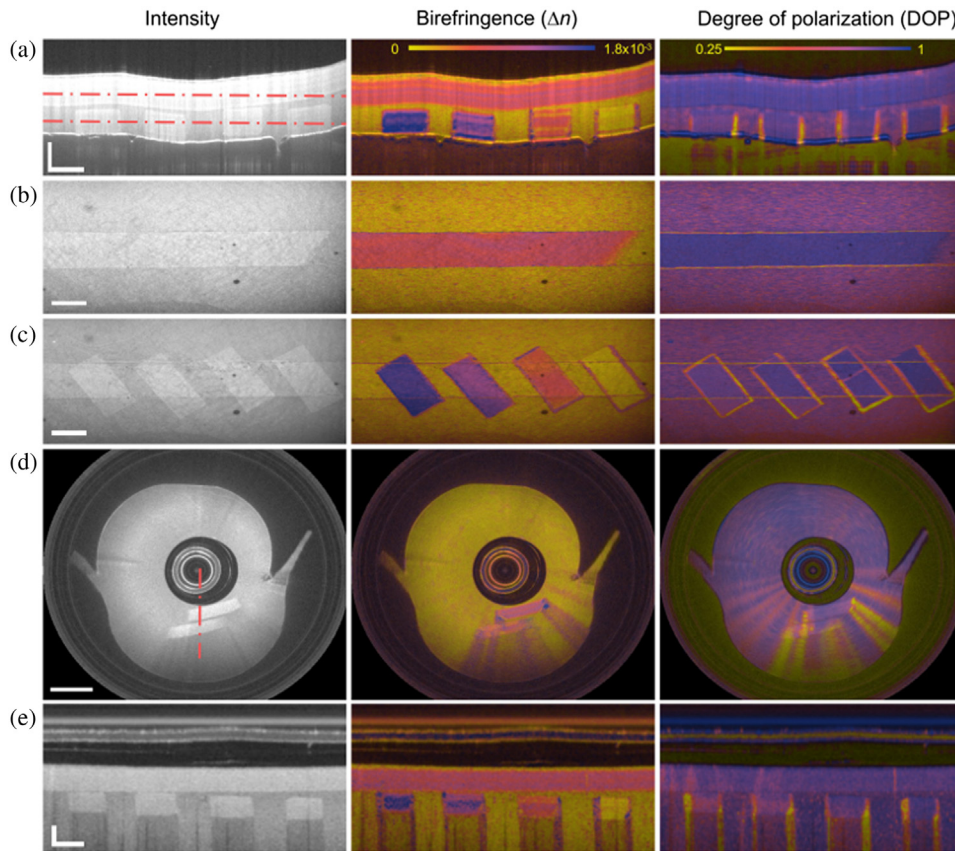 Intensity
Birefringence (Δn)
Degree of polarization (DOP)
(a)
0
1.8x10⁻³
0.25
1
(b)
(c)
(d)
(e)